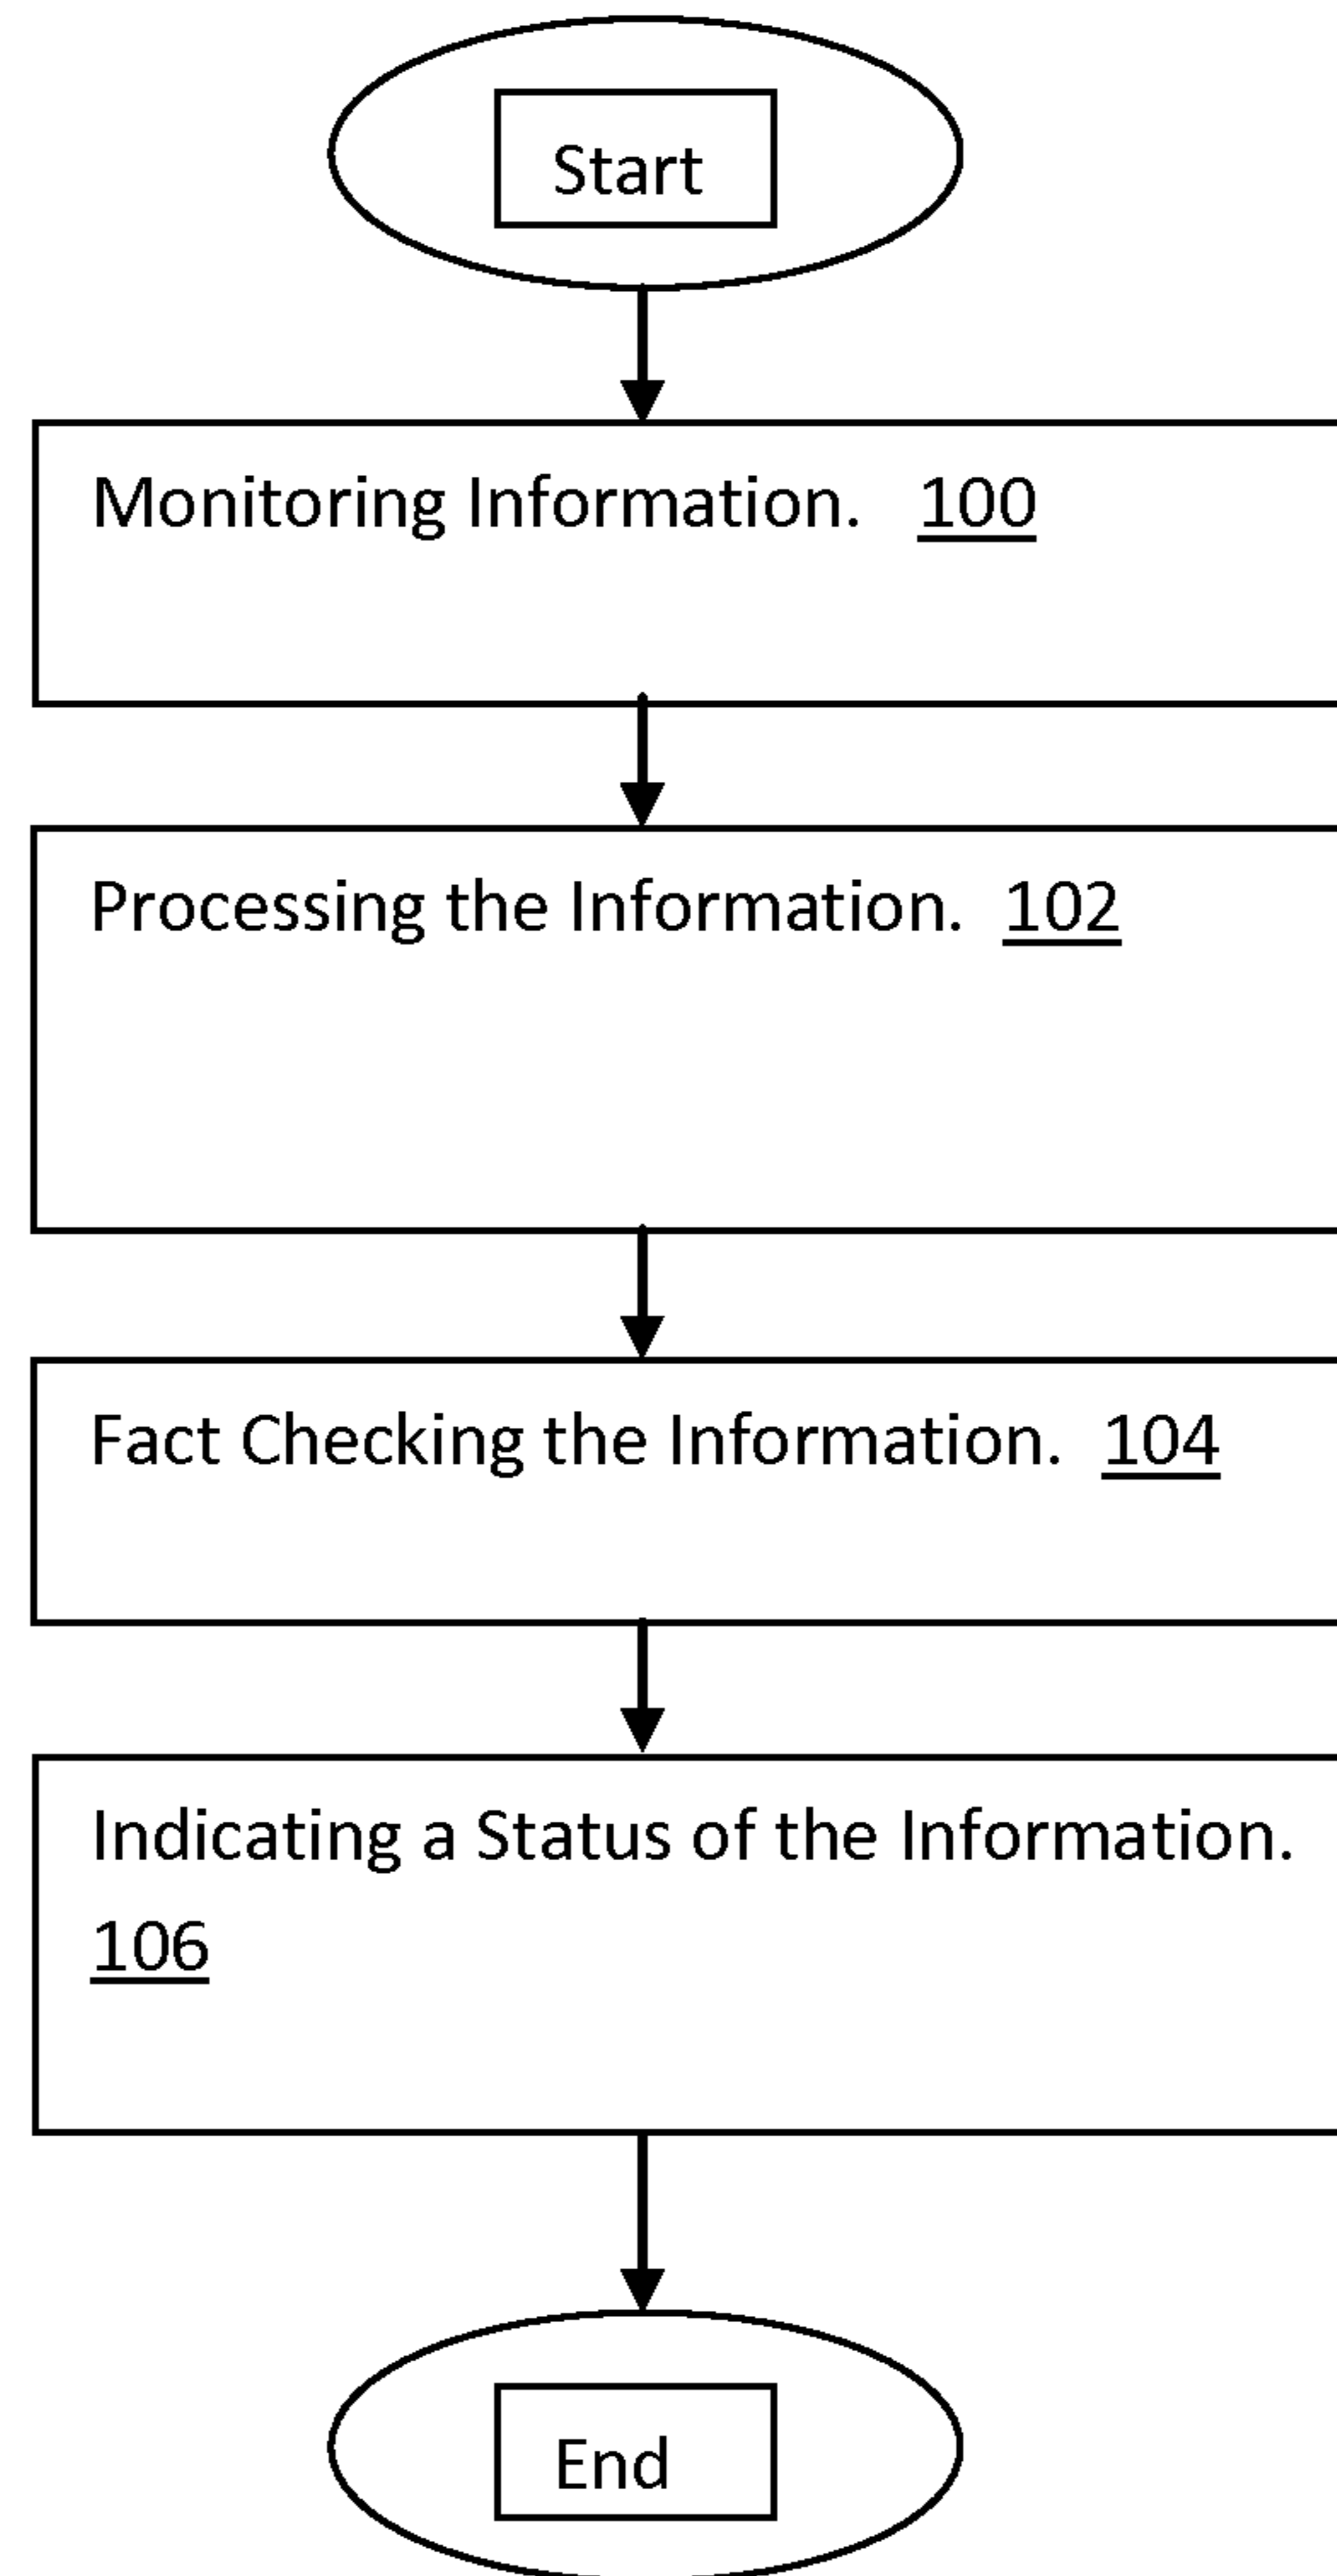 Start
Monitoring Information. 100
Processing the Information. 102
Fact Checking the Information. 104
Indicating a Status of the Information.
106
End